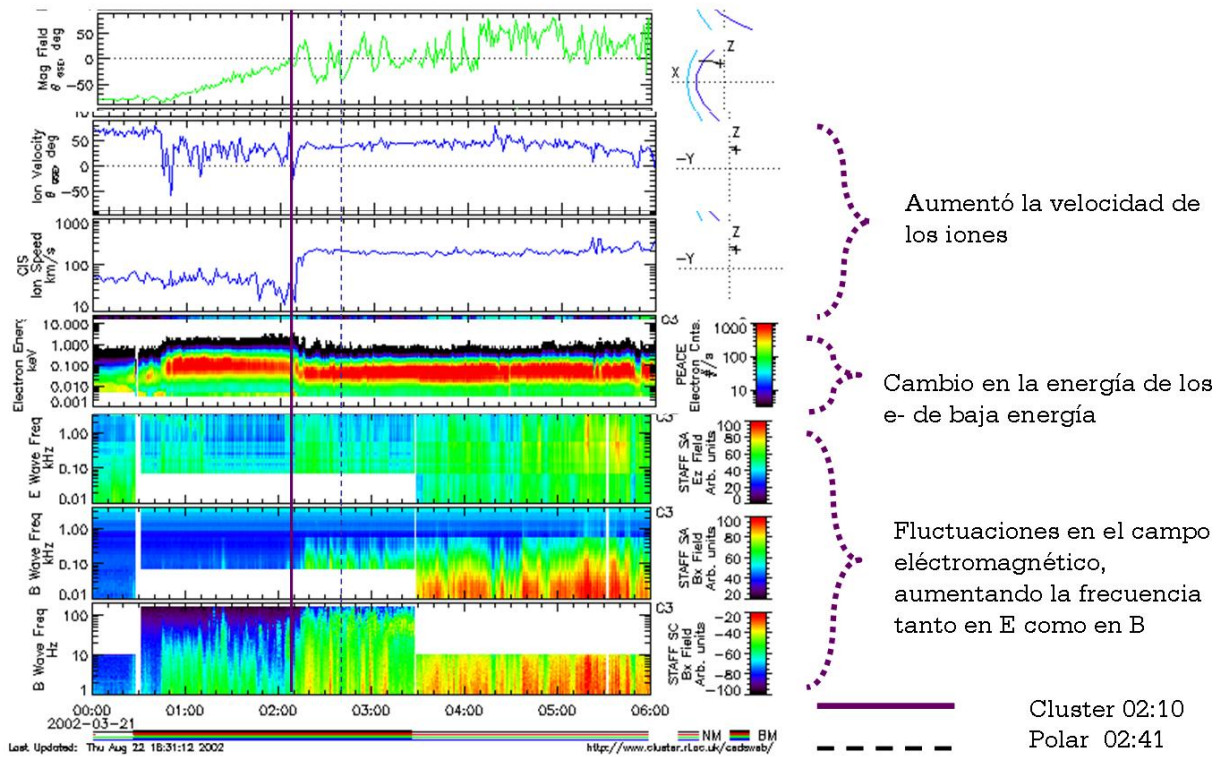 Mag Field
θ GSE, deg
50
0
-50
X
Z
Ion Velocity
θ GSE, deg
50
0
-50
-Y
Z
Aumentó la velocidad de
los iones
CIS
Ion Speed
km/s
1000
100
10
-Y
Z
Electron Energy
keV
10.000
1.000
0.100
0.010
0.001
C3
PEACE
Electron Cnts.
#/s
1000
100
10
Cambio en la energía de los
e- de baja energía
E Wave Freq
kHz
1.00
0.10
0.01
C3
STAFF SA
Ez Field
Arb. units
100
80
60
40
20
B Wave Freq
kHz
1.00
0.10
0.01
C3
STAFF SA
Bx Field
Arb. units
100
80
60
40
20
Fluctuaciones en el campo
eléctromagnético,
aumentando la frecuencia
tanto en E como en B
B Wave Freq
Hz
100
10
1
C3
STAFF SC
Bx Field
Arb. units
-20
-40
-60
-80
-100
00:00 01:00 02:00 03:00 04:00 05:00 06:00
2002-03-21
NM BM
Last Updated: Thu Aug 22 18:31:12 2002
http://www.cluster.rl.ac.uk/csdsweb/
Cluster 02:10
Polar 02:41